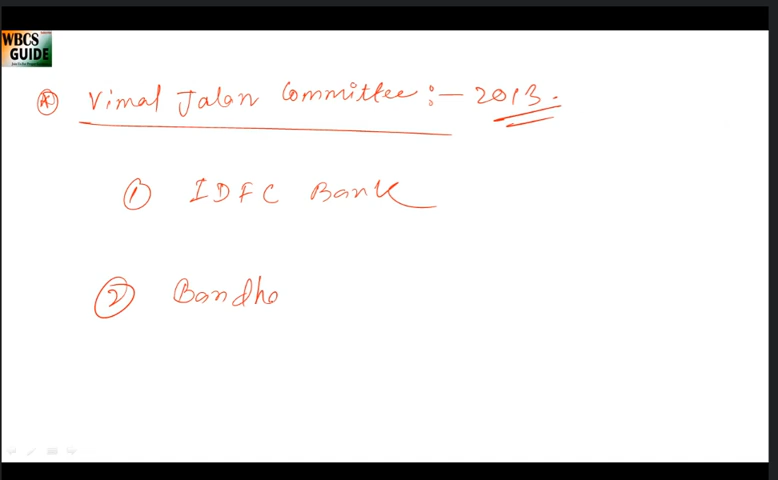 WBCS
GUIDE
A Vimal Jalan Committee :- 2013.
1 IDFC Bank
2 Bandha